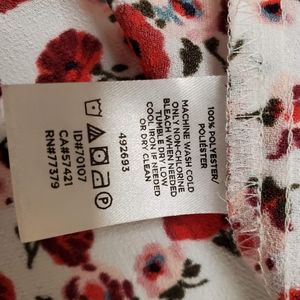 100% POLYESTER/
POLIÉSTER
MACHINE WASH COLD
ONLY NON-CHLORINE
BLEACH WHEN NEEDED
TUMBLE DRY LOW
COOL IRON IF NEEDED
OR DRY CLEAN
492693
ID#70107
CA#57421
RN#77379